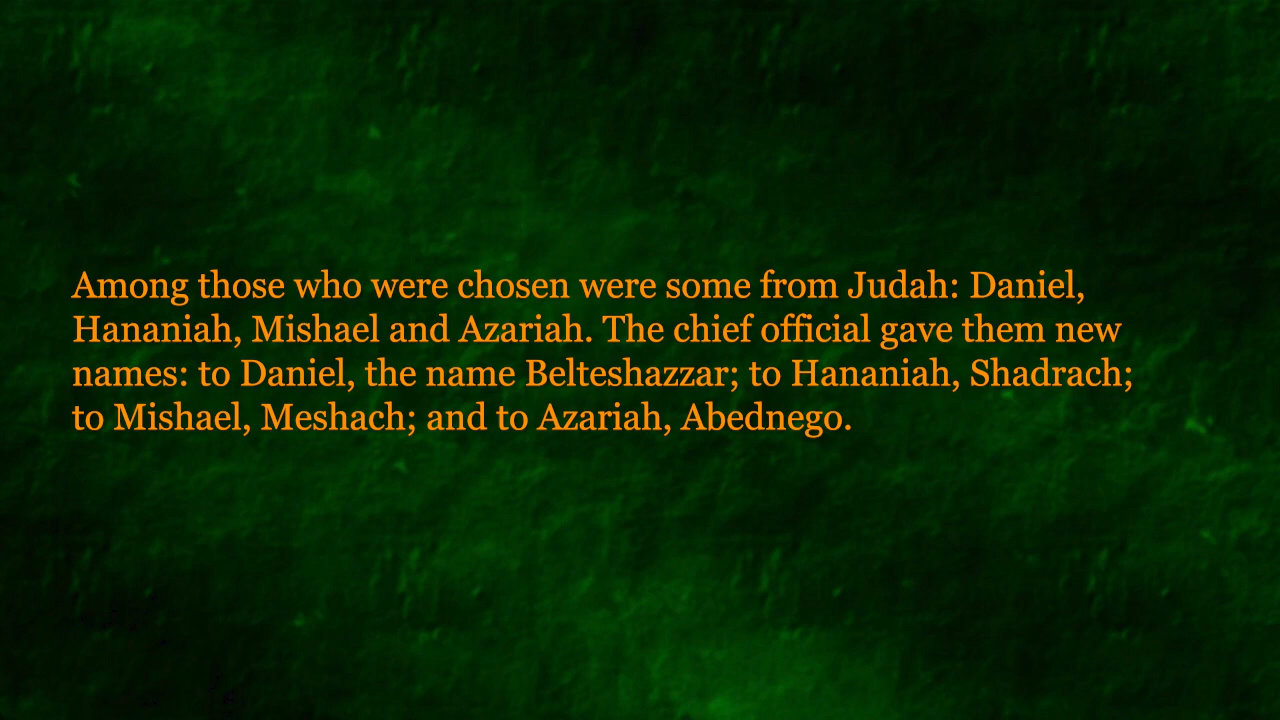 Among those who were chosen were some from Judah: Daniel,
Hananiah, Mishael and Azariah. The chief official gave them new
names: to Daniel, the name Belteshazzar; to Hananiah, Shadrach;
to Mishael, Meshach; and to Azariah, Abednego.